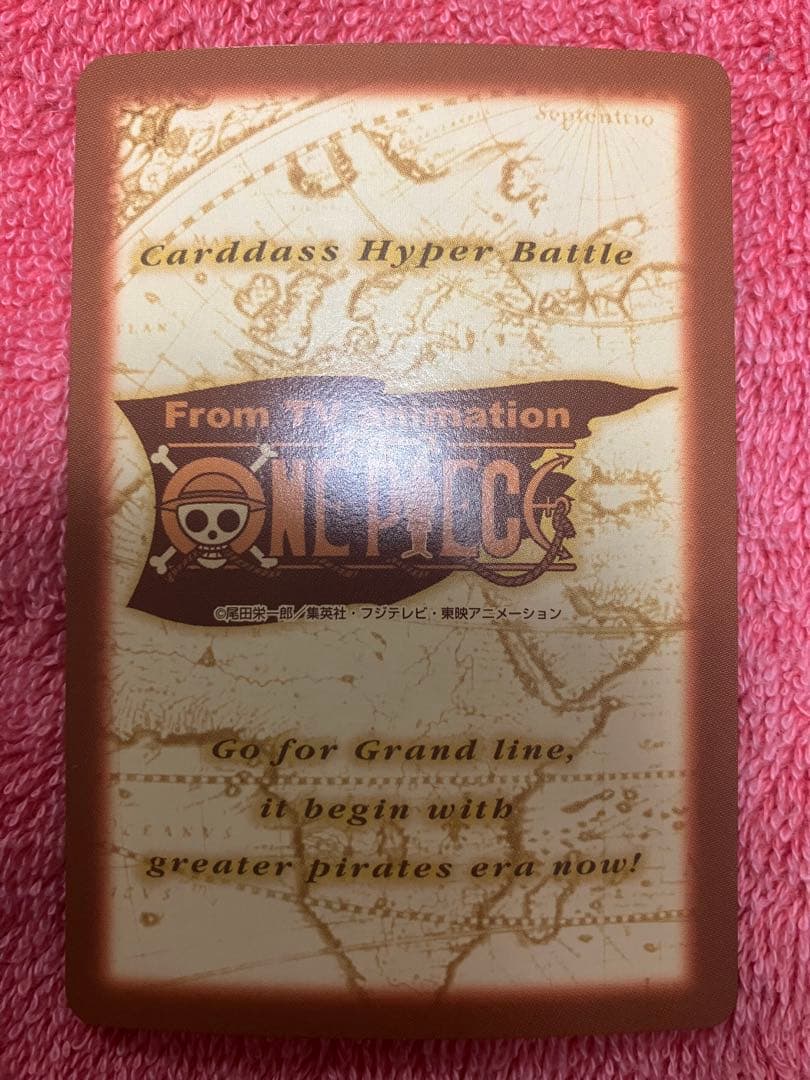 Septentrio
Carddass Hyper Battle
From TV animation
ONE PIECE
©尾田栄一郎／集英社・フジテレビ・東映アニメーション
Go for Grand line,
it begin with
greater pirates era now!